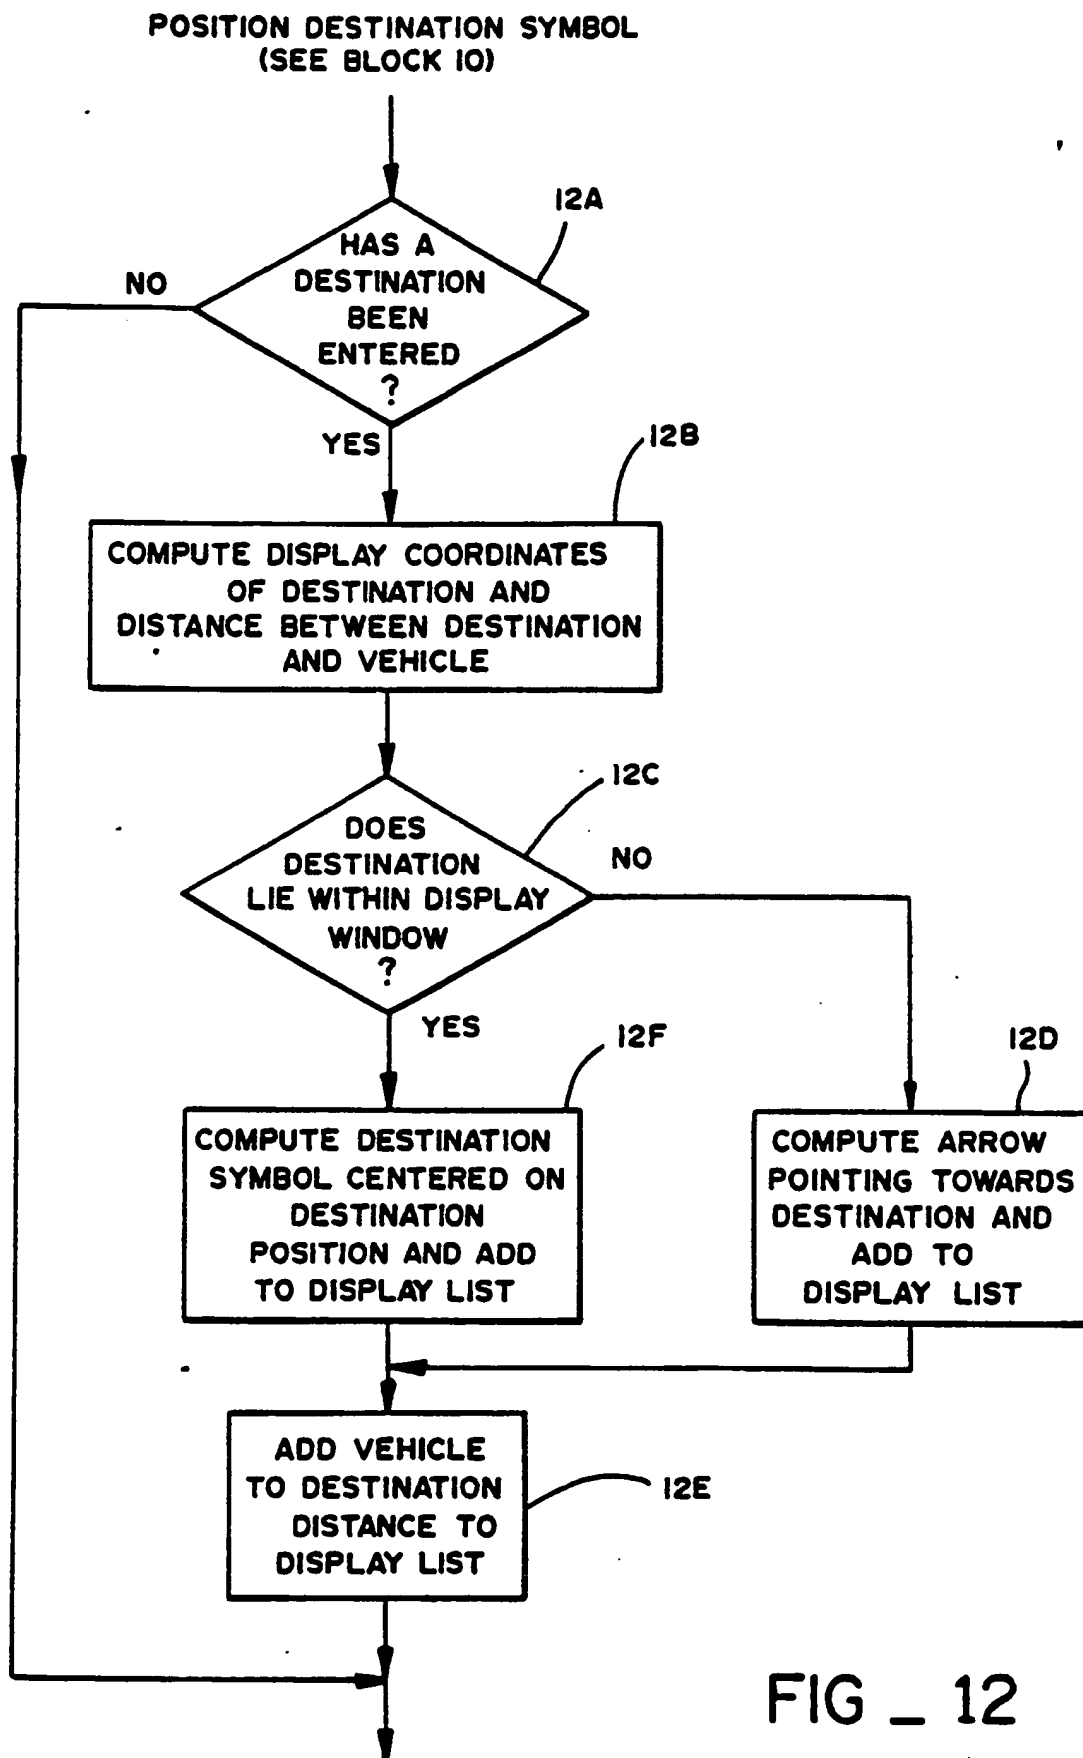 POSITION DESTINATION SYMBOL
(SEE BLOCK 10)
12A
HAS A
DESTINATION
BEEN
ENTERED
?
NO
YES
12B
COMPUTE DISPLAY COORDINATES
OF DESTINATION AND
DISTANCE BETWEEN DESTINATION
AND VEHICLE
12C
DOES
DESTINATION
LIE WITHIN DISPLAY
WINDOW
?
NO
YES
12F
COMPUTE DESTINATION
SYMBOL CENTERED ON
DESTINATION
POSITION AND ADD
TO DISPLAY LIST
12D
COMPUTE ARROW
POINTING TOWARDS
DESTINATION AND
ADD TO
DISPLAY LIST
ADD VEHICLE
TO DESTINATION
DISTANCE TO
DISPLAY LIST
12E
FIG _ 12